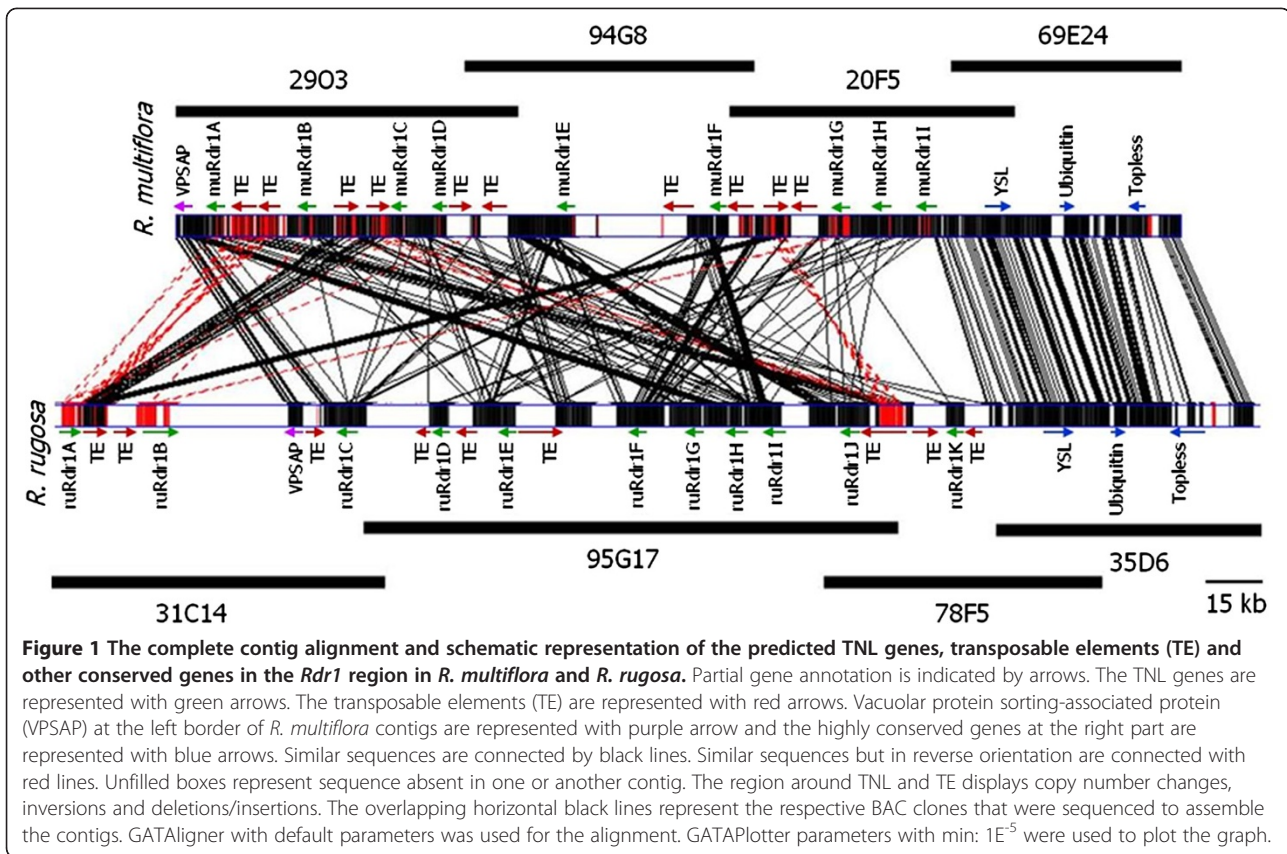 94G8
69E24
29O3
20F5
R. multiflora
VPSAP
muRdr1A
TE
TE
muRdr1B
TE
TE
muRdr1C
muRdr1D
TE
TE
muRdr1E
TE
muRdr1F
TE
TE
TE
muRdr1G
muRdr1H
muRdr1I
YSL
Ubiquitin
Topless
R. rugosa
ruRdr1A
TE
TE
ruRdr1B
VPSAP
TE
ruRdr1C
TE
ruRdr1D
TE
ruRdr1E
TE
ruRdr1F
ruRdr1G
ruRdr1H
ruRdr1I
ruRdr1J
TE
TE
ruRdr1K
TE
YSL
Ubiquitin
Topless
95G17
35D6
31C14
78F5
15 kb
Figure 1 The complete contig alignment and schematic representation of the predicted TNL genes, transposable elements (TE) and
other conserved genes in the Rdr1 region in R. multiflora and R. rugosa. Partial gene annotation is indicated by arrows. The TNL genes are
represented with green arrows. The transposable elements (TE) are represented with red arrows. Vacuolar protein sorting-associated protein
(VPSAP) at the left border of R. multiflora contigs are represented with purple arrow and the highly conserved genes at the right part are
represented with blue arrows. Similar sequences are connected by black lines. Similar sequences but in reverse orientation are connected with
red lines. Unfilled boxes represent sequence absent in one or another contig. The region around TNL and TE displays copy number changes,
inversions and deletions/insertions. The overlapping horizontal black lines represent the respective BAC clones that were sequenced to assemble
the contigs. GATAligner with default parameters was used for the alignment. GATAPlotter parameters with min: 1E⁻⁵ were used to plot the graph.